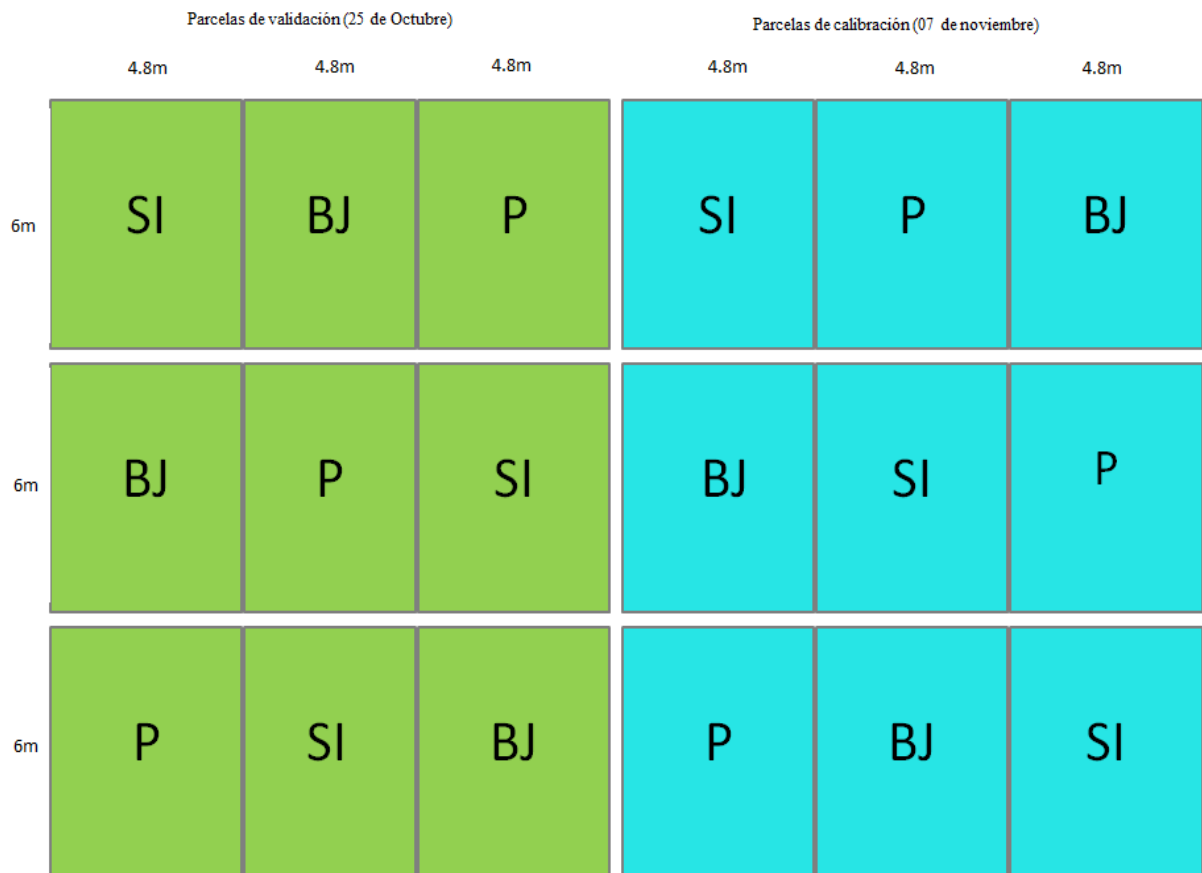 Parcelas de validación (25 de Octubre)
Parcelas de calibración (07 de noviembre)
4.8m 4.8m 4.8m 4.8m 4.8m 4.8m
6m SI BJ P SI P BJ
6m BJ P SI BJ SI P
6m P SI BJ P BJ SI